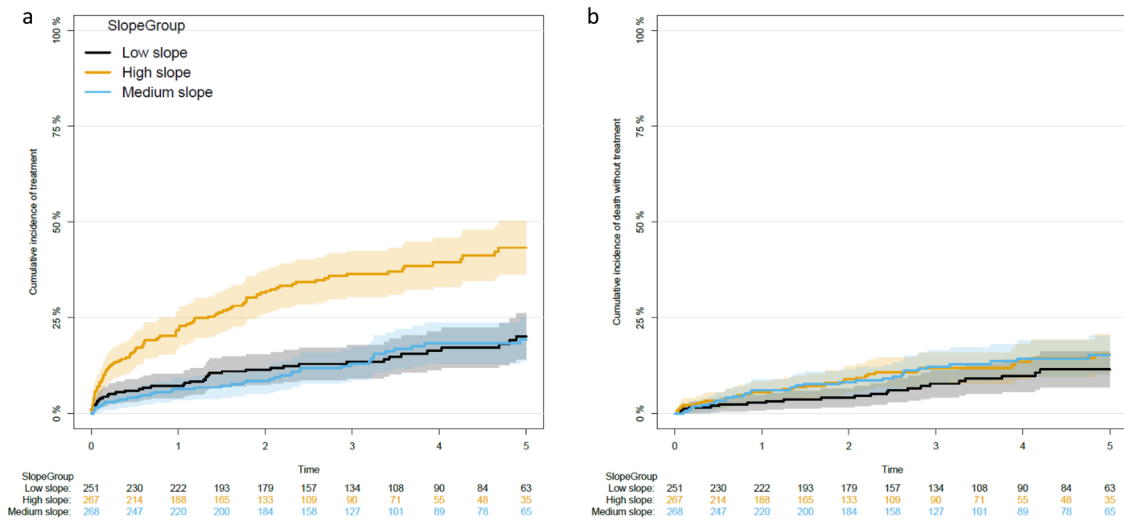 a
SlopeGroup
Low slope
High slope
Medium slope
Cumulative incidence of treatment
100 %
75 %
50 %
25 %
0 %
0 1 2 3 4 5
Time
SlopeGroup
Low slope: 251 230 222 193 179 157 134 108 90 84 63
High slope: 267 214 188 165 133 109 90 71 55 48 35
Medium slope: 268 247 220 200 184 158 127 101 89 78 65
b
Cumulative incidence of death without treatment
100 %
75 %
50 %
25 %
0 %
0 1 2 3 4 5
Time
SlopeGroup
Low slope: 251 230 222 193 179 157 134 108 90 84 63
High slope: 267 214 188 165 133 109 90 71 55 48 35
Medium slope: 268 247 220 200 184 158 127 101 89 78 65